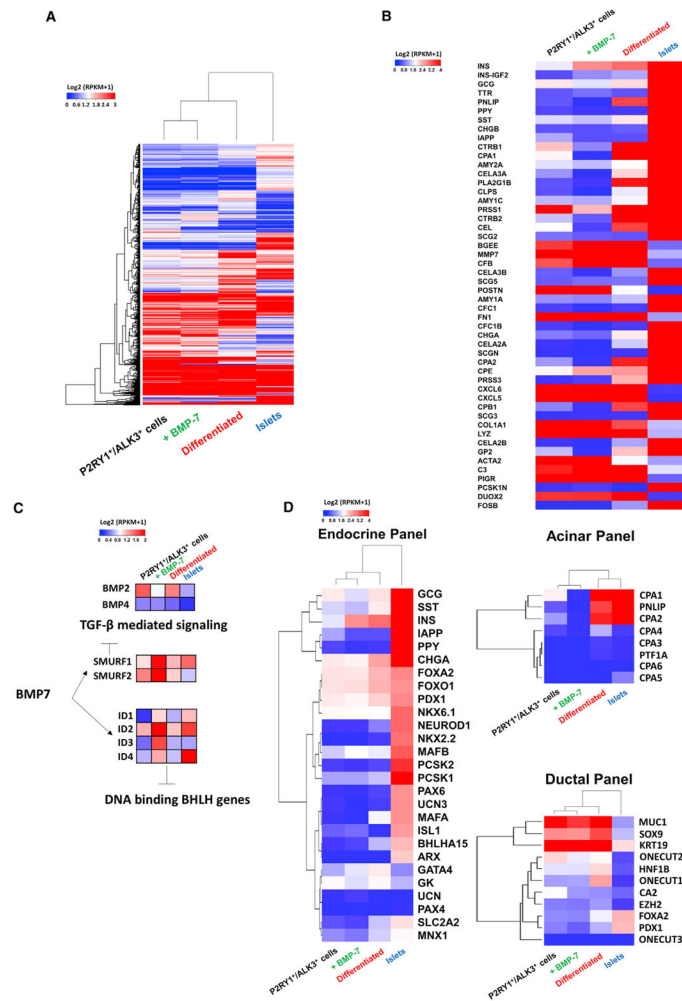 A
Log2 (RPKM+1)
0 0.6 1.2 1.8 2.4 3
P2RY1⁺/ALK3⁺ cells
+ BMP-7
Differentiated
Islets
B
Log2 (RPKM+1)
0 0.8 1.6 2.4 3.2 4
P2RY1⁺/ALK3⁺
+ BMP-7
Differentiated
Islets
INS
INS-IGF2
GCG
TTR
PNLIP
PPY
SST
CHGB
IAPP
CTRB1
CPA1
AMY2A
CELA3A
PLA2G1B
CLPS
AMY1C
PRSS1
CTRB2
CEL
SCG2
BGEE
MMP7
CFB
CELA3B
SCG5
POSTN
AMY1A
CFC1
FN1
CFC1B
CHGA
CELA2A
SCGN
CPA2
CPE
PRSS3
CXCL6
CXCL5
CPB1
SCG3
COL1A1
LYZ
CELA2B
GP2
ACTA2
C3
PIGR
PCSK1N
DUOX2
FOSB
C
Log2 (RPKM+1)
0 0.4 0.8 1.2 1.6 2
P2RY1⁺/ALK3⁺ cells
+ BMP-7
Differentiated
Islets
BMP2
BMP4
TGF-β mediated signaling
SMURF1
SMURF2
BMP7
ID1
ID2
ID3
ID4
DNA binding BHLH genes
D
Log2 (RPKM+1)
0 0.8 1.6 2.4 3.2 4
Endocrine Panel
GCG
SST
INS
IAPP
PPY
CHGA
FOXA2
FOXO1
PDX1
NKX6.1
NEUROD1
NKX2.2
MAFB
PCSK2
PCSK1
PAX6
UCN3
MAFA
ISL1
BHLHA15
ARX
GATA4
GK
UCN
PAX4
SLC2A2
MNX1
P2RY1⁺/ALK3⁺ cells
+ BMP-7
Differentiated
Islets
Acinar Panel
CPA1
PNLIP
CPA2
CPA4
CPA3
PTF1A
CPA6
CPA5
P2RY1⁺/ALK3⁺ cells
+ BMP-7
Differentiated
Islets
Ductal Panel
MUC1
SOX9
KRT19
ONECUT2
HNF1B
ONECUT1
CA2
EZH2
FOXA2
PDX1
ONECUT3
P2RY1⁺/ALK3⁺ cells
+ BMP-7
Differentiated
Islets